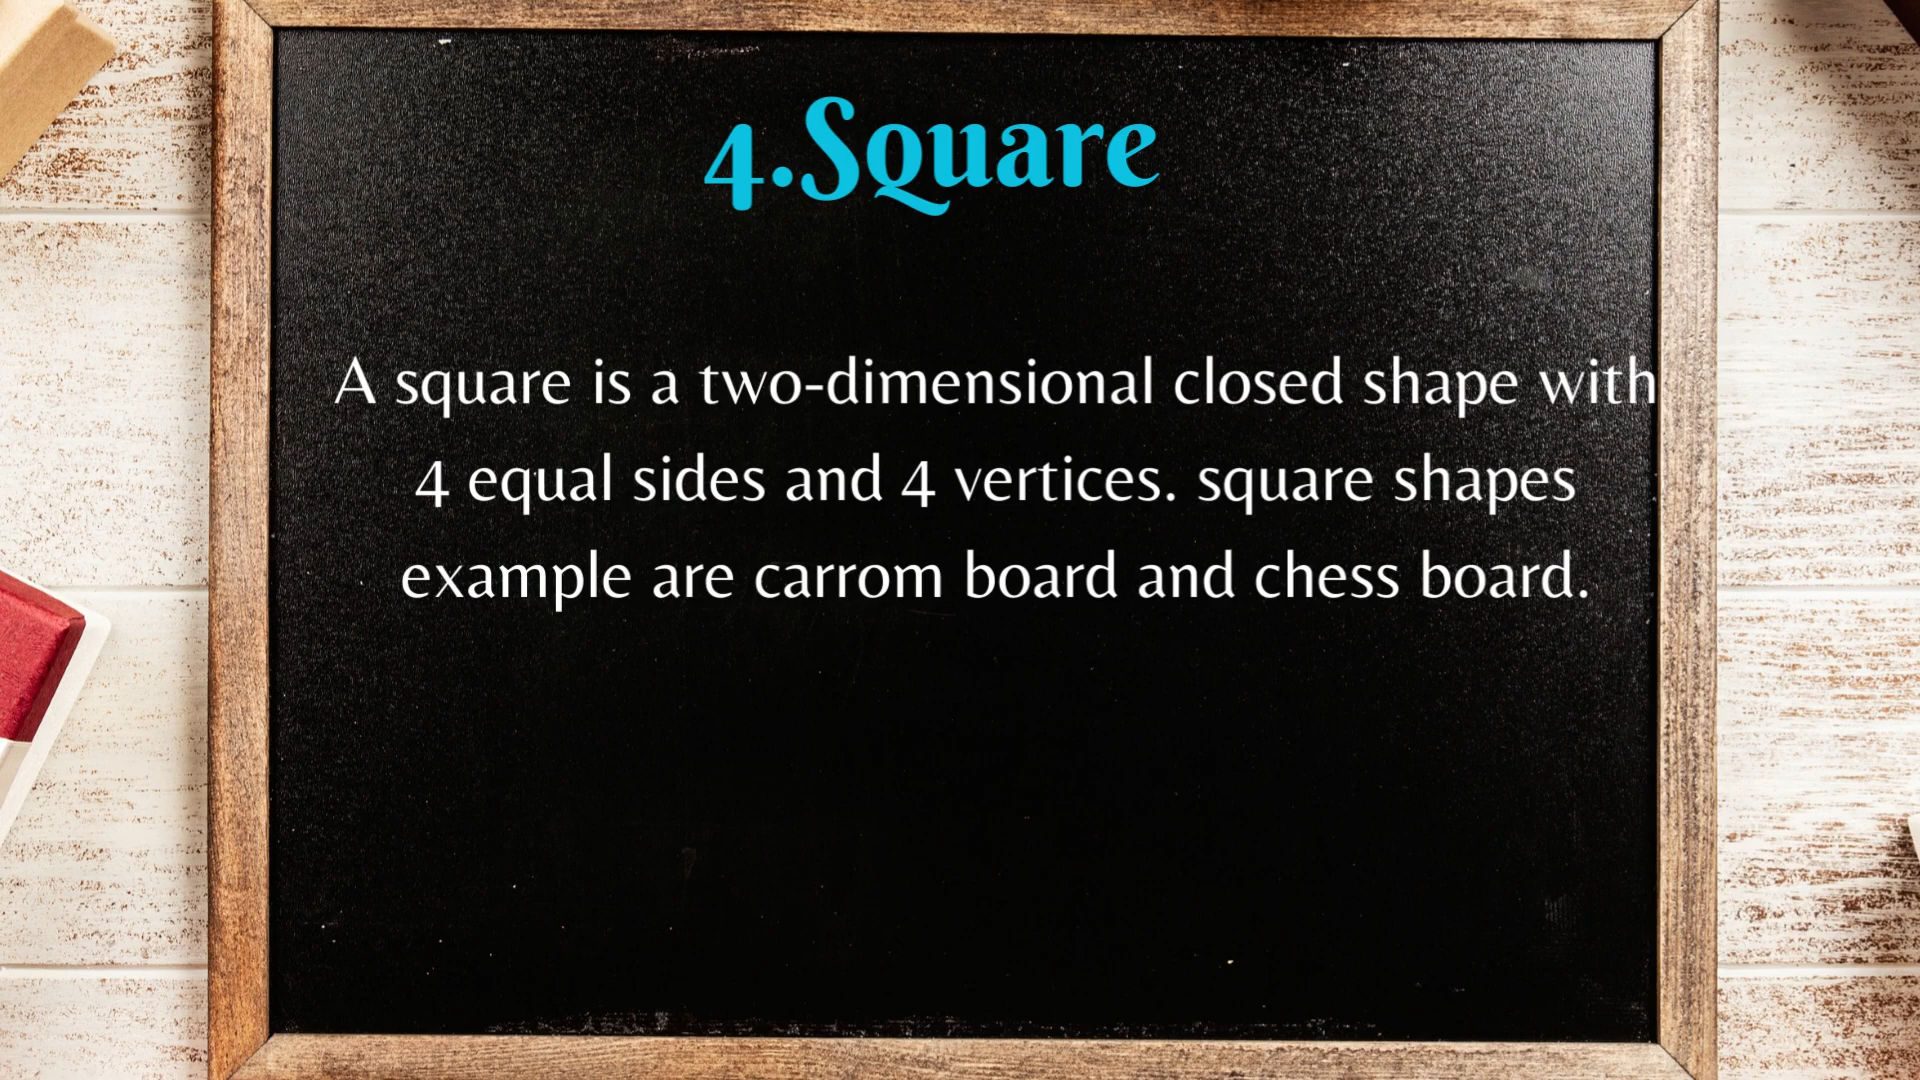 4.Square
A square is a two-dimensional closed shape with
4 equal sides and 4 vertices. square shapes
example are carrom board and chess board.